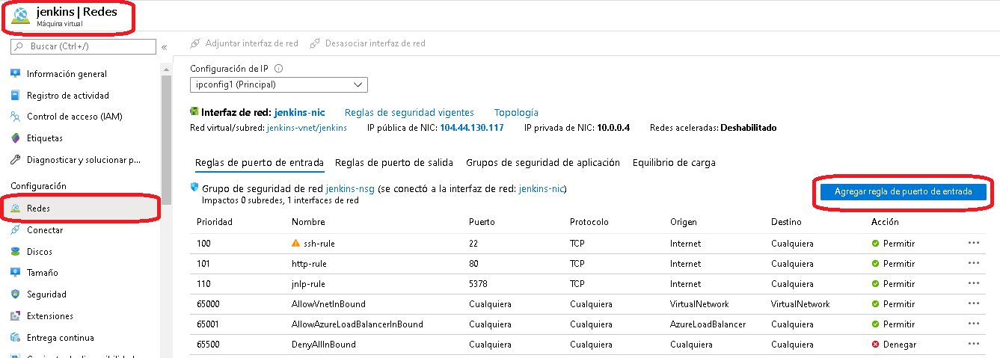 jenkins | Redes
Máquina virtual
Buscar (Ctrl+/)
«
Adjuntar interfaz de red
Desasociar interfaz de red
Información general
Registro de actividad
Control de acceso (IAM)
Etiquetas
Diagnosticar y solucionar p...
Configuración
Redes
Conectar
Discos
Tamaño
Seguridad
Extensiones
Entrega continua
Configuración de IP
ipconfig1 (Principal)
Interfaz de red: jenkins-nic Reglas de seguridad vigentes Topología
Red virtual/subred: jenkins-vnet/jenkins IP pública de NIC: 104.44.130.117 IP privada de NIC: 10.0.0.4 Redes aceleradas: Deshabilitado
Reglas de puerto de entrada Reglas de puerto de salida Grupos de seguridad de aplicación Equilibrio de carga
Grupo de seguridad de red jenkins-nsg (se conectó a la interfaz de red: jenkins-nic)
Impactos 0 subredes, 1 interfaces de red
Agregar regla de puerto de entrada
Prioridad Nombre Puerto Protocolo Origen Destino Acción
100 ssh-rule 22 TCP Internet Cualquiera Permitir
101 http-rule 80 TCP Internet Cualquiera Permitir
110 jnlp-rule 5378 TCP Internet Cualquiera Permitir
65000 AllowVnetInBound Cualquiera Cualquiera VirtualNetwork VirtualNetwork Permitir
65001 AllowAzureLoadBalancerInBound Cualquiera Cualquiera AzureLoadBalancer Cualquiera Permitir
65500 DenyAllInBound Cualquiera Cualquiera Cualquiera Cualquiera Denegar